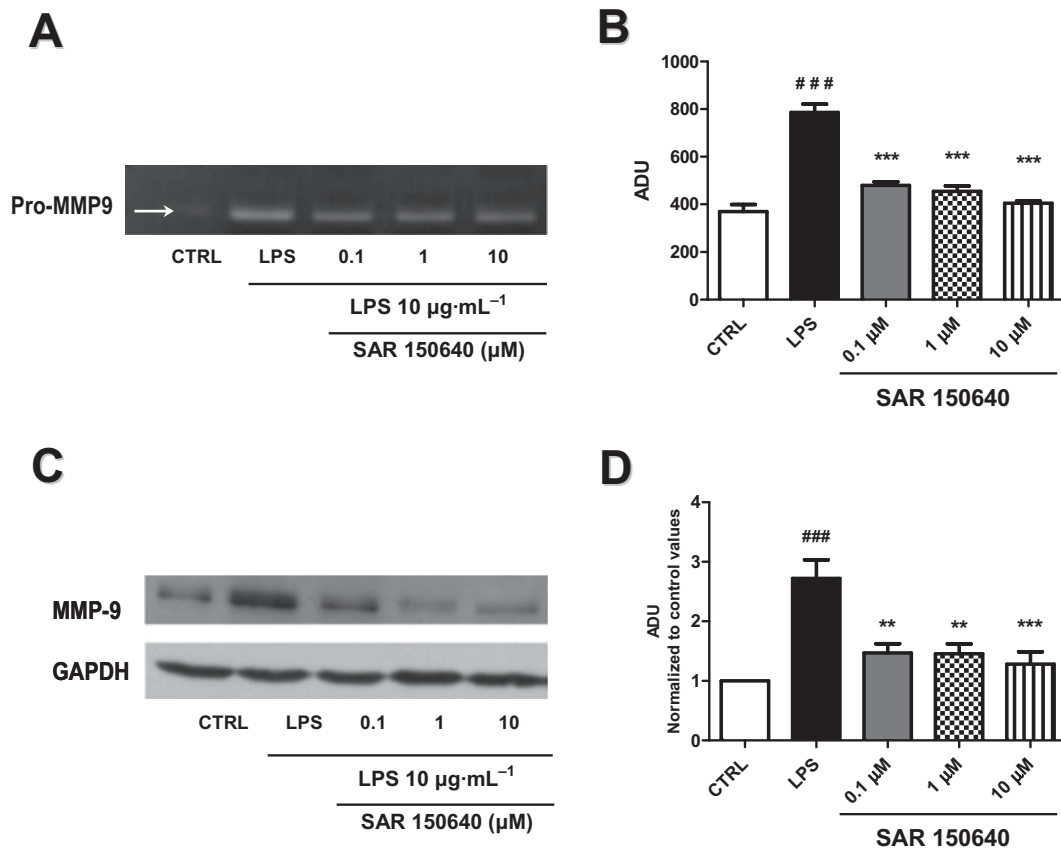 A
Pro-MMP9
CTRL LPS 0.1 1 10
LPS 10 µg·mL⁻¹
SAR 150640 (µM)
B
1000
800
600
400
200
0
ADU
# # #
*** *** ***
CTRL LPS 0.1 µM 1 µM 10 µM
SAR 150640
C
MMP-9
GAPDH
CTRL LPS 0.1 1 10
LPS 10 µg·mL⁻¹
SAR 150640 (µM)
D
4
3
2
1
0
ADU
Normalized to control values
###
** ** ***
CTRL LPS 0.1 µM 1 µM 10 µM
SAR 150640